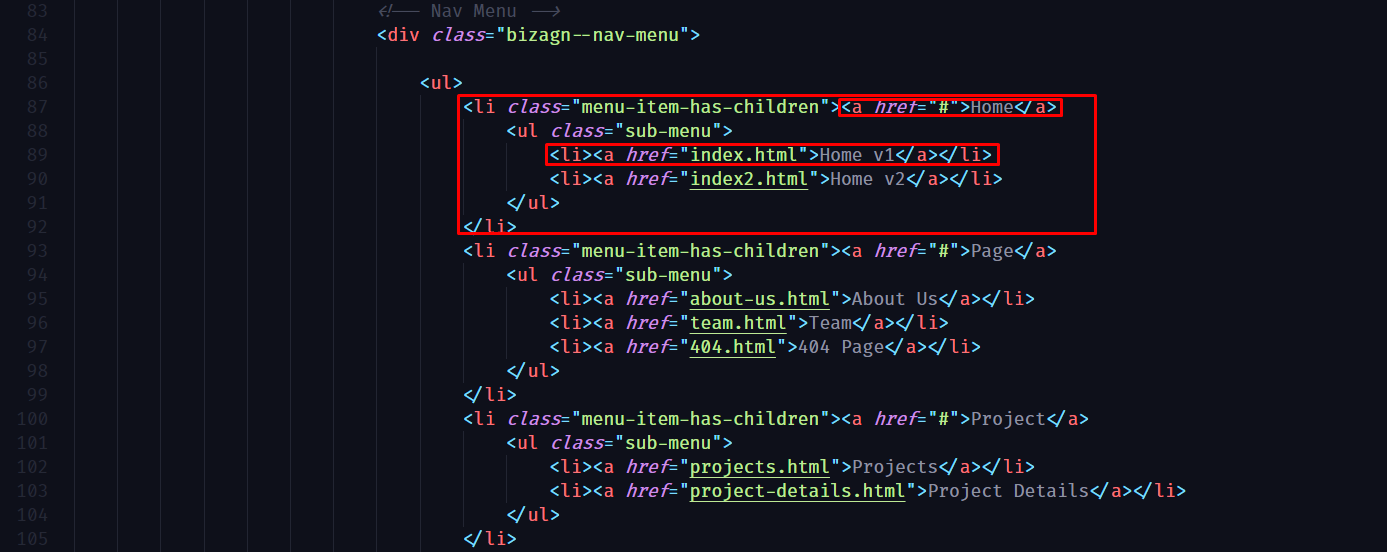 83 <!-- Nav Menu -->
84 <div class="bizagn--nav-menu">
85
86 <ul>
87 <li class="menu-item-has-children"><a href="#">Home</a>
88 <ul class="sub-menu">
89 <li><a href="index.html">Home v1</a></li>
90 <li><a href="index2.html">Home v2</a></li>
91 </ul>
92 </li>
93 <li class="menu-item-has-children"><a href="#">Page</a>
94 <ul class="sub-menu">
95 <li><a href="about-us.html">About Us</a></li>
96 <li><a href="team.html">Team</a></li>
97 <li><a href="404.html">404 Page</a></li>
98 </ul>
99 </li>
100 <li class="menu-item-has-children"><a href="#">Project</a>
101 <ul class="sub-menu">
102 <li><a href="projects.html">Projects</a></li>
103 <li><a href="project-details.html">Project Details</a></li>
104 </ul>
105 </li>